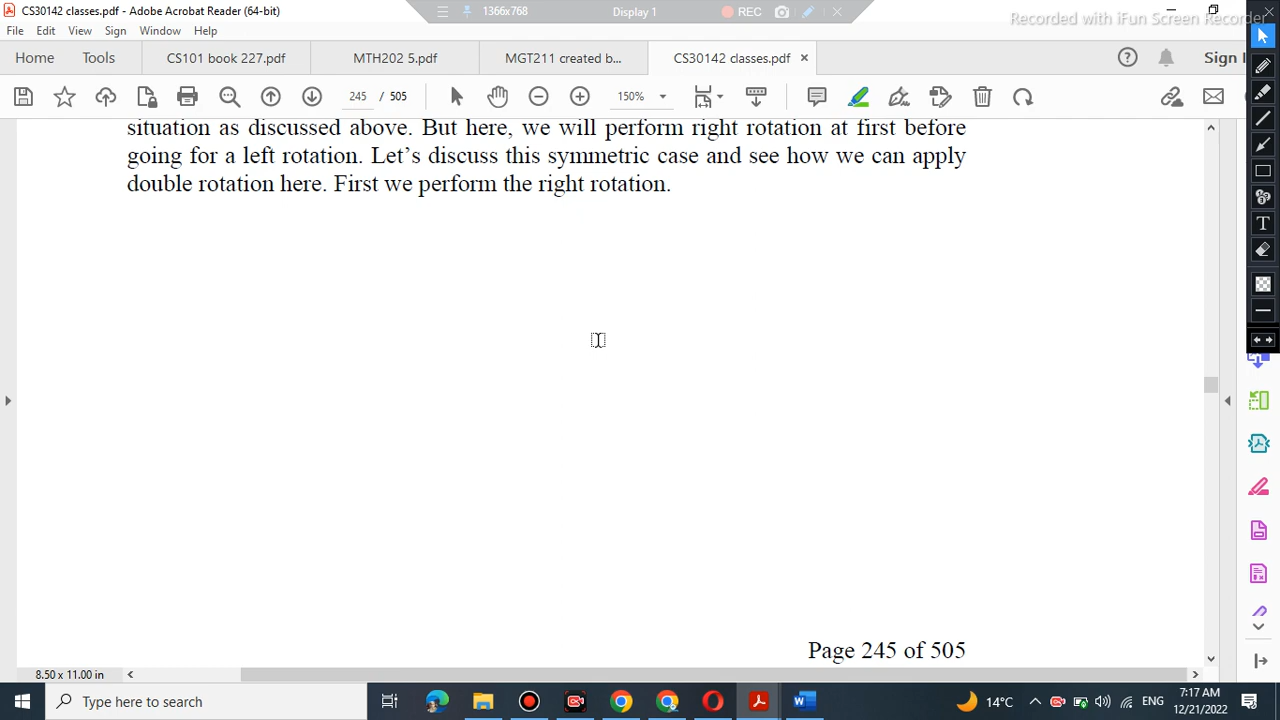 CS30142 classes.pdf - Adobe Acrobat Reader (64-bit)
1366x768
Display 1
REC
Recorded with iFun Screen Recorder
File Edit View Sign Window Help
Home Tools CS101 book 227.pdf MTH202 5.pdf MGT211 created b... CS30142 classes.pdf Sign
245 / 505 150%
situation as discussed above. But here, we will perform right rotation at first before
going for a left rotation. Let's discuss this symmetric case and see how we can apply
double rotation here. First we perform the right rotation.
Page 245 of 505
8.50 x 11.00 in
Type here to search
14°C ENG 7:17 AM
12/21/2022